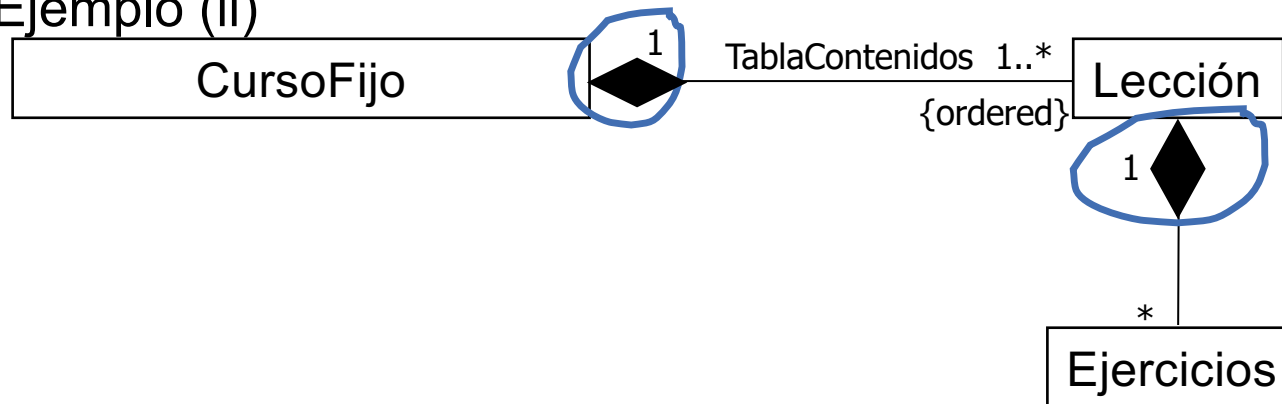 Ejemplo (ii)
CursoFijo
1
TablaContenidos 1..*
{ordered}
Lección
1
*
Ejercicios